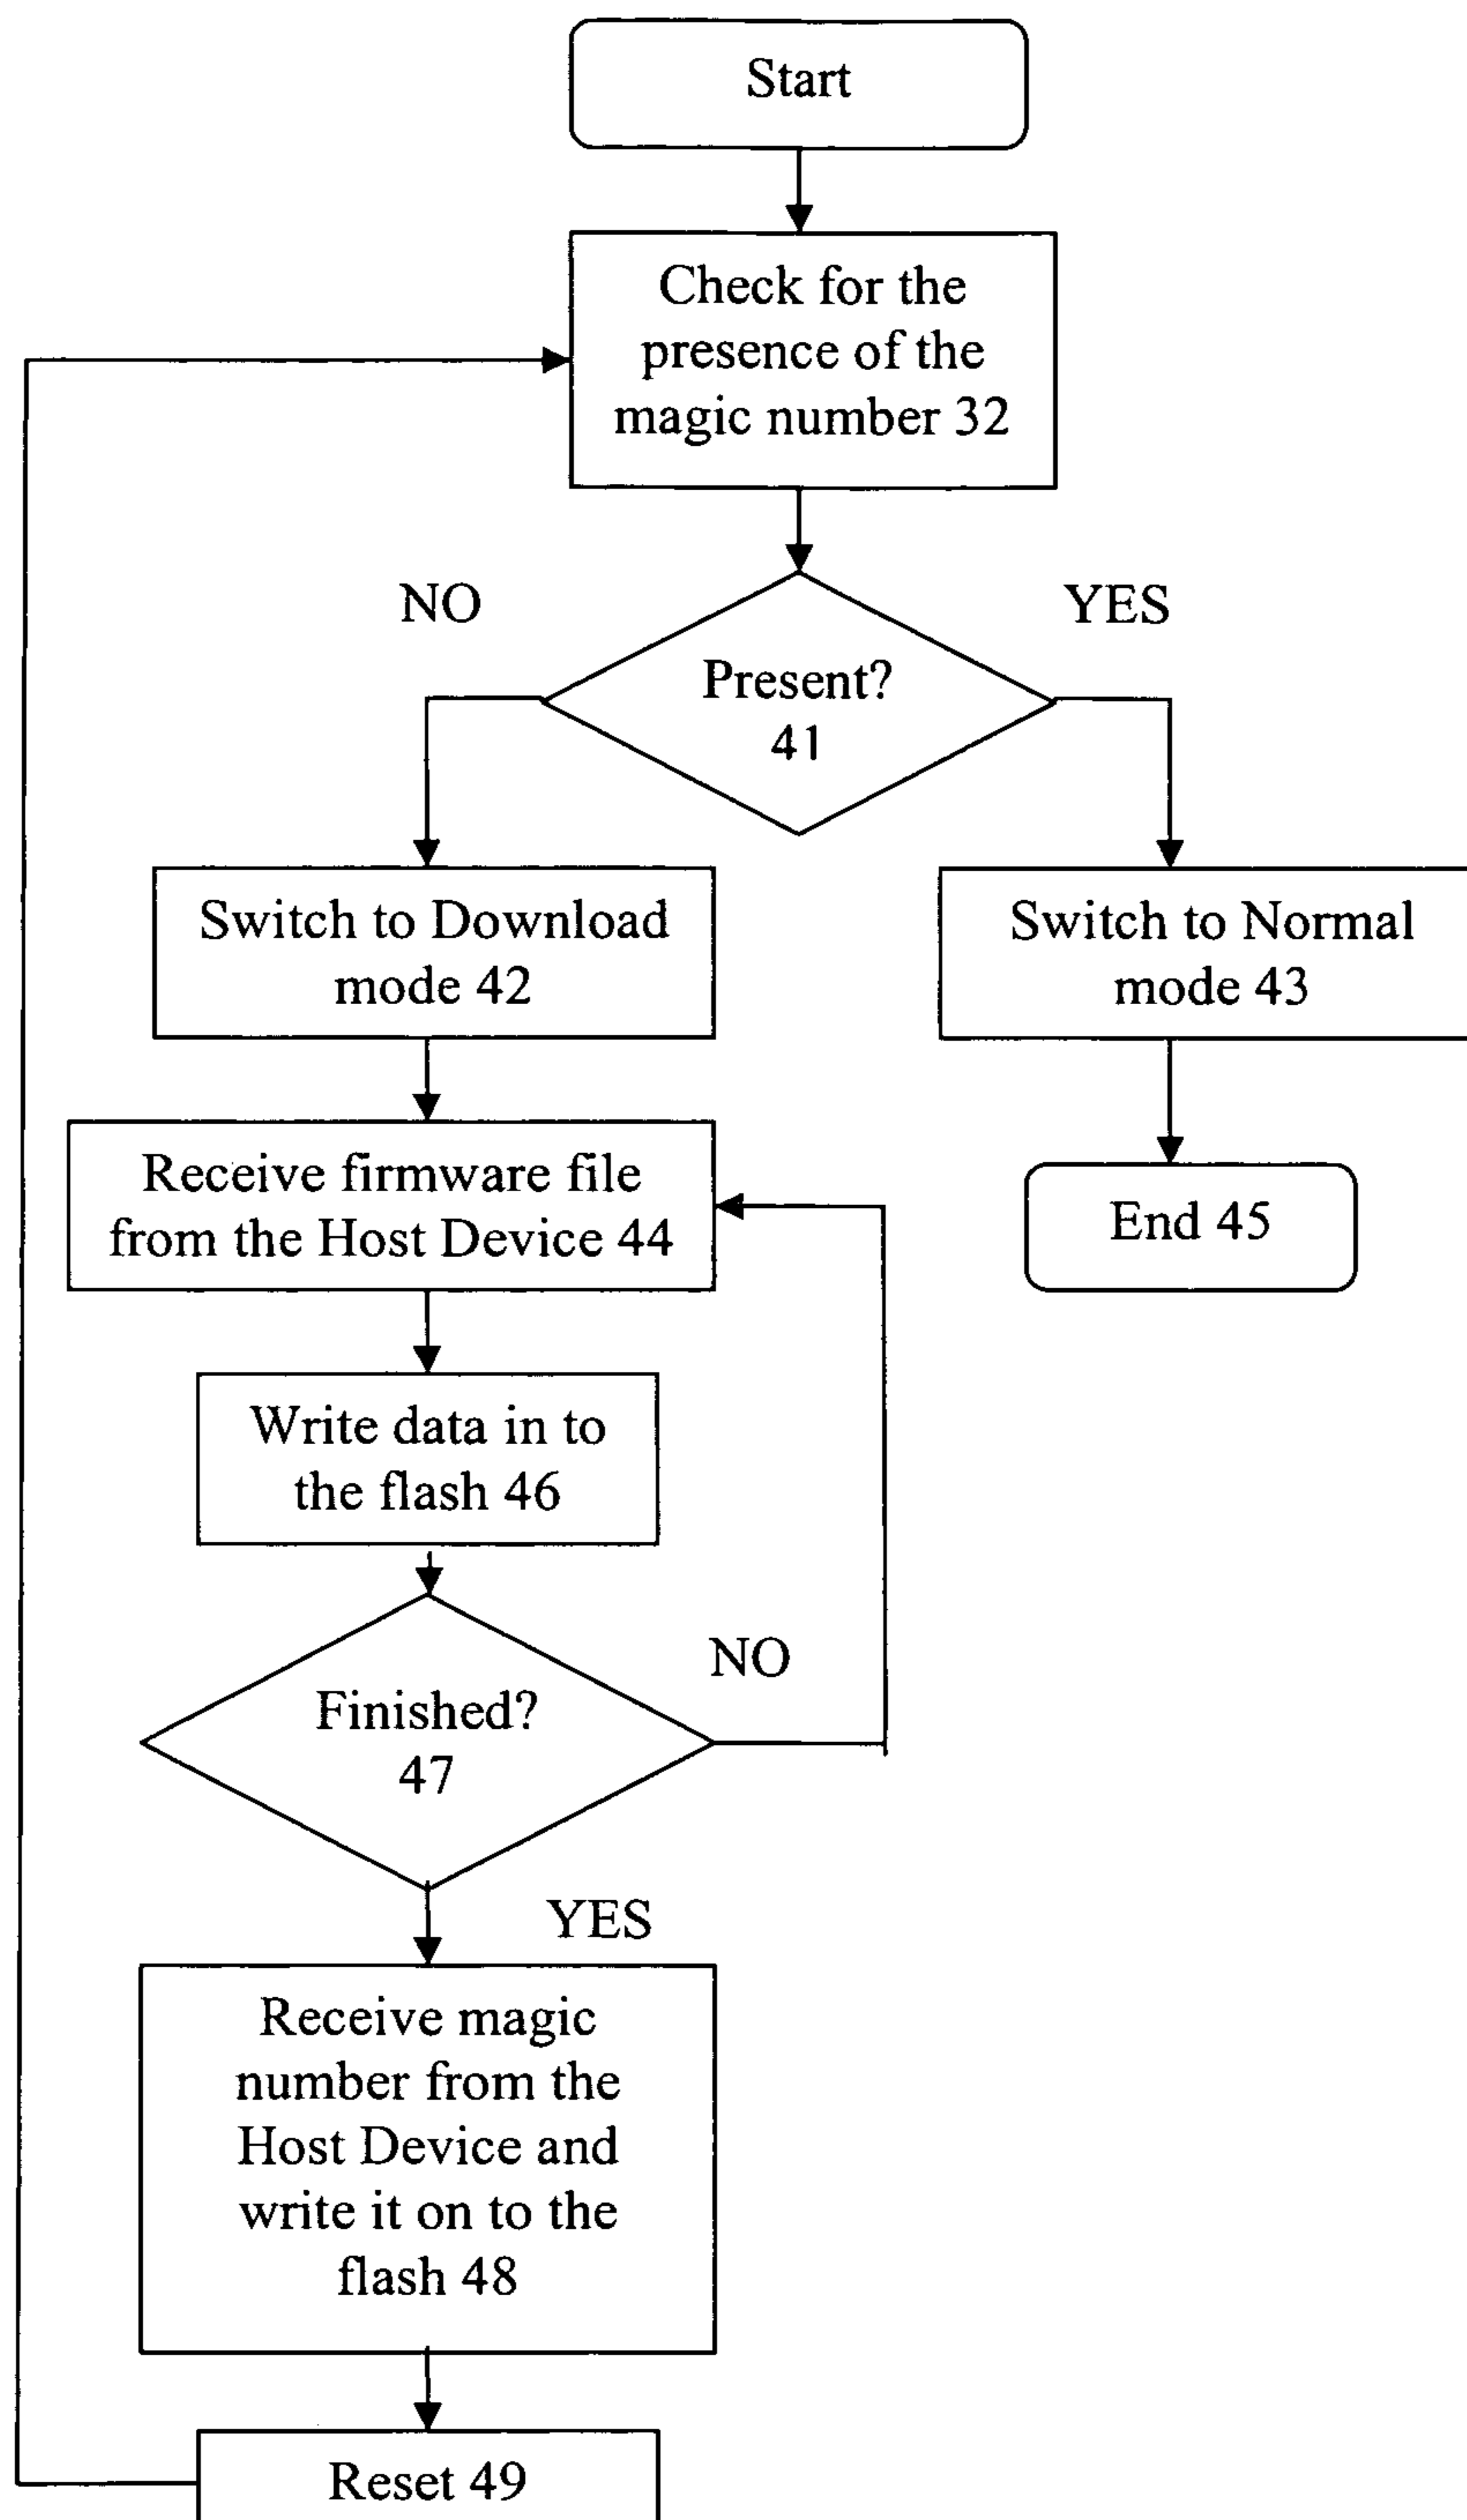 Start
Check for the
presence of the
magic number 32
NO
YES
Present?
41
Switch to Download
mode 42
Switch to Normal
mode 43
Receive firmware file
from the Host Device 44
End 45
Write data in to
the flash 46
NO
Finished?
47
YES
Receive magic
number from the
Host Device and
write it on to the
flash 48
Reset 49